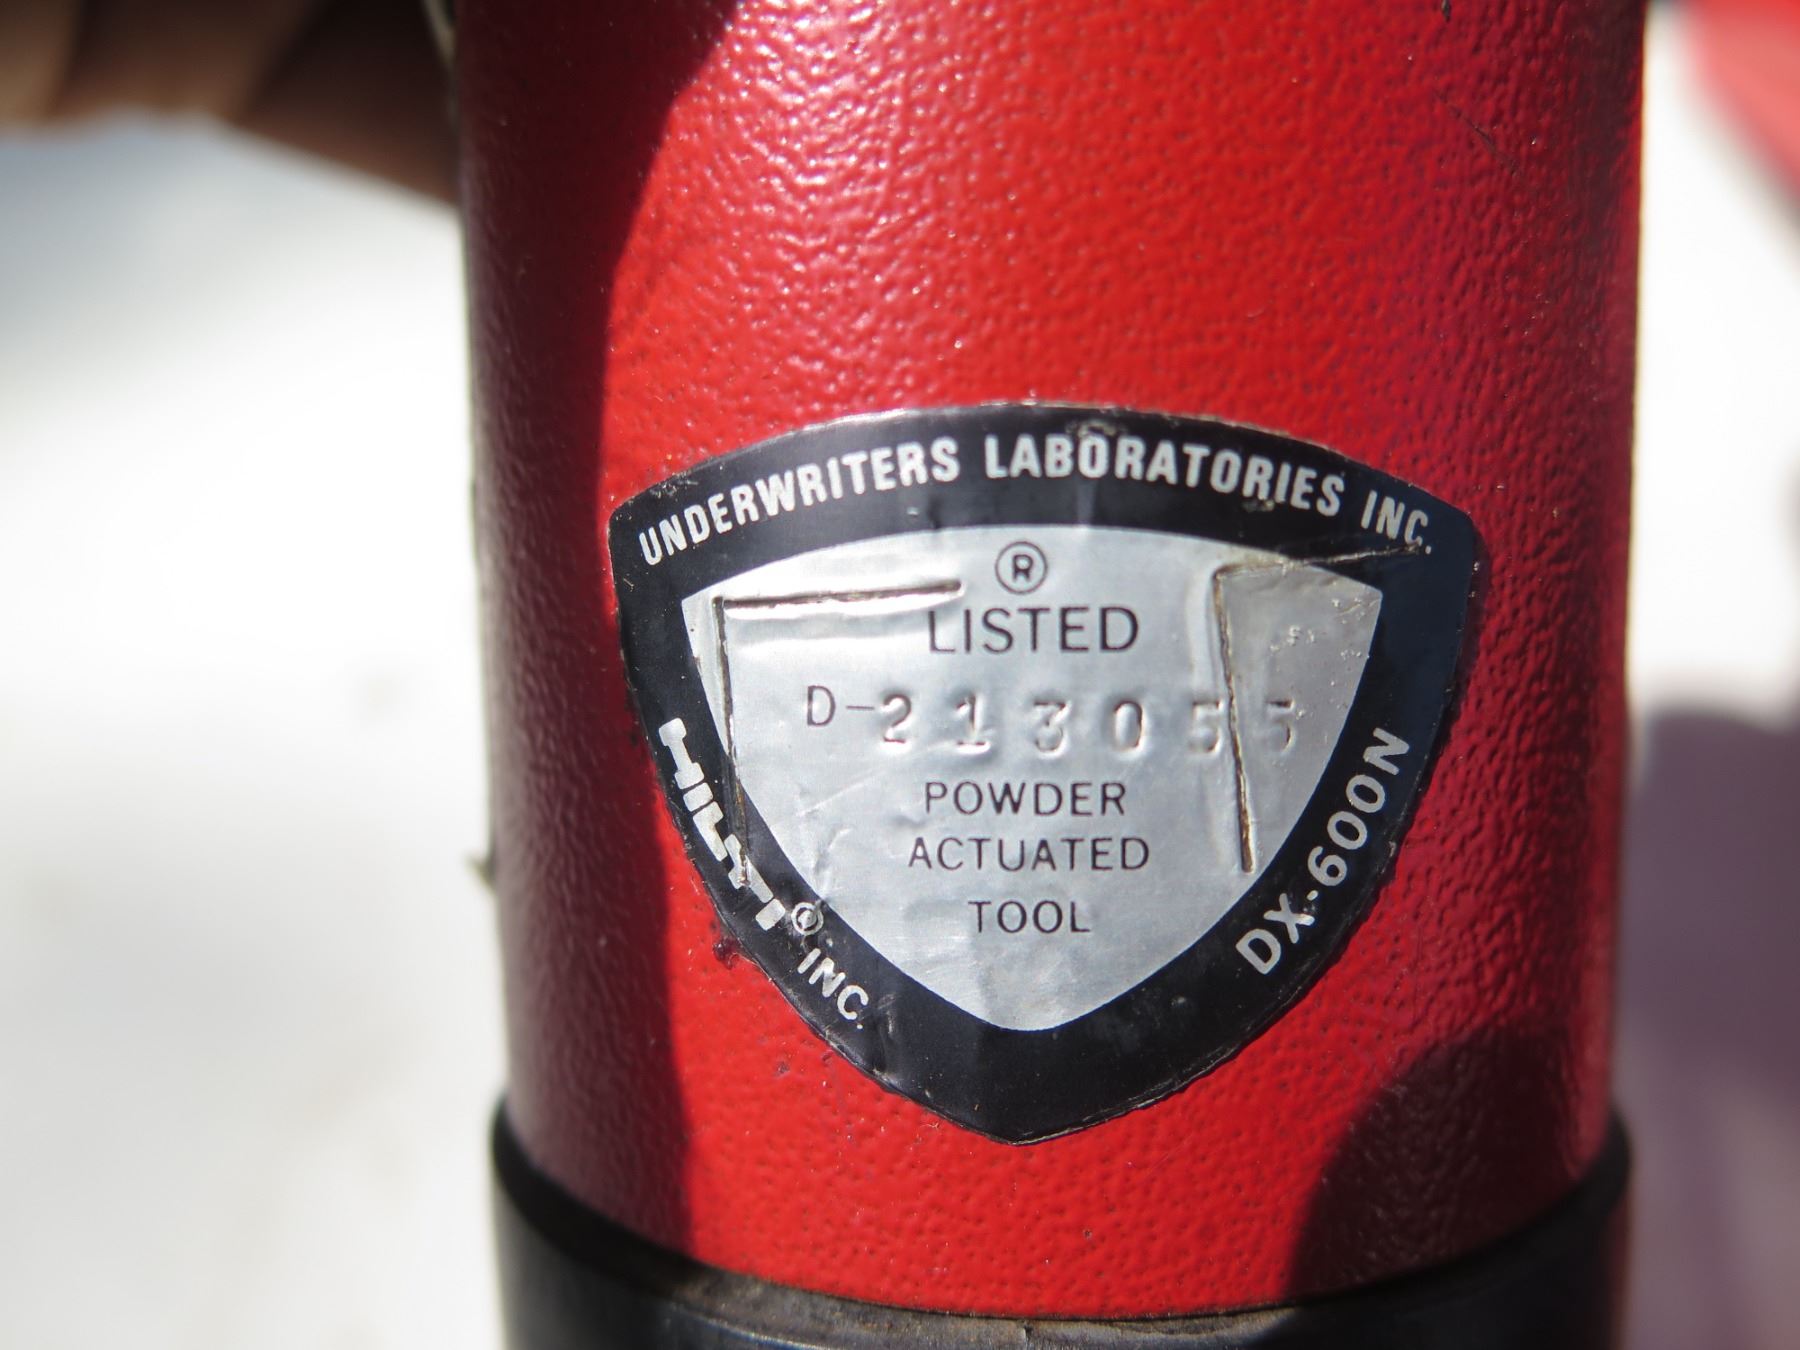 UNDERWRITERS LABORATORIES INC.
®
LISTED
D-213055
POWDER
ACTUATED
TOOL
HILTI® INC.
DX-600N